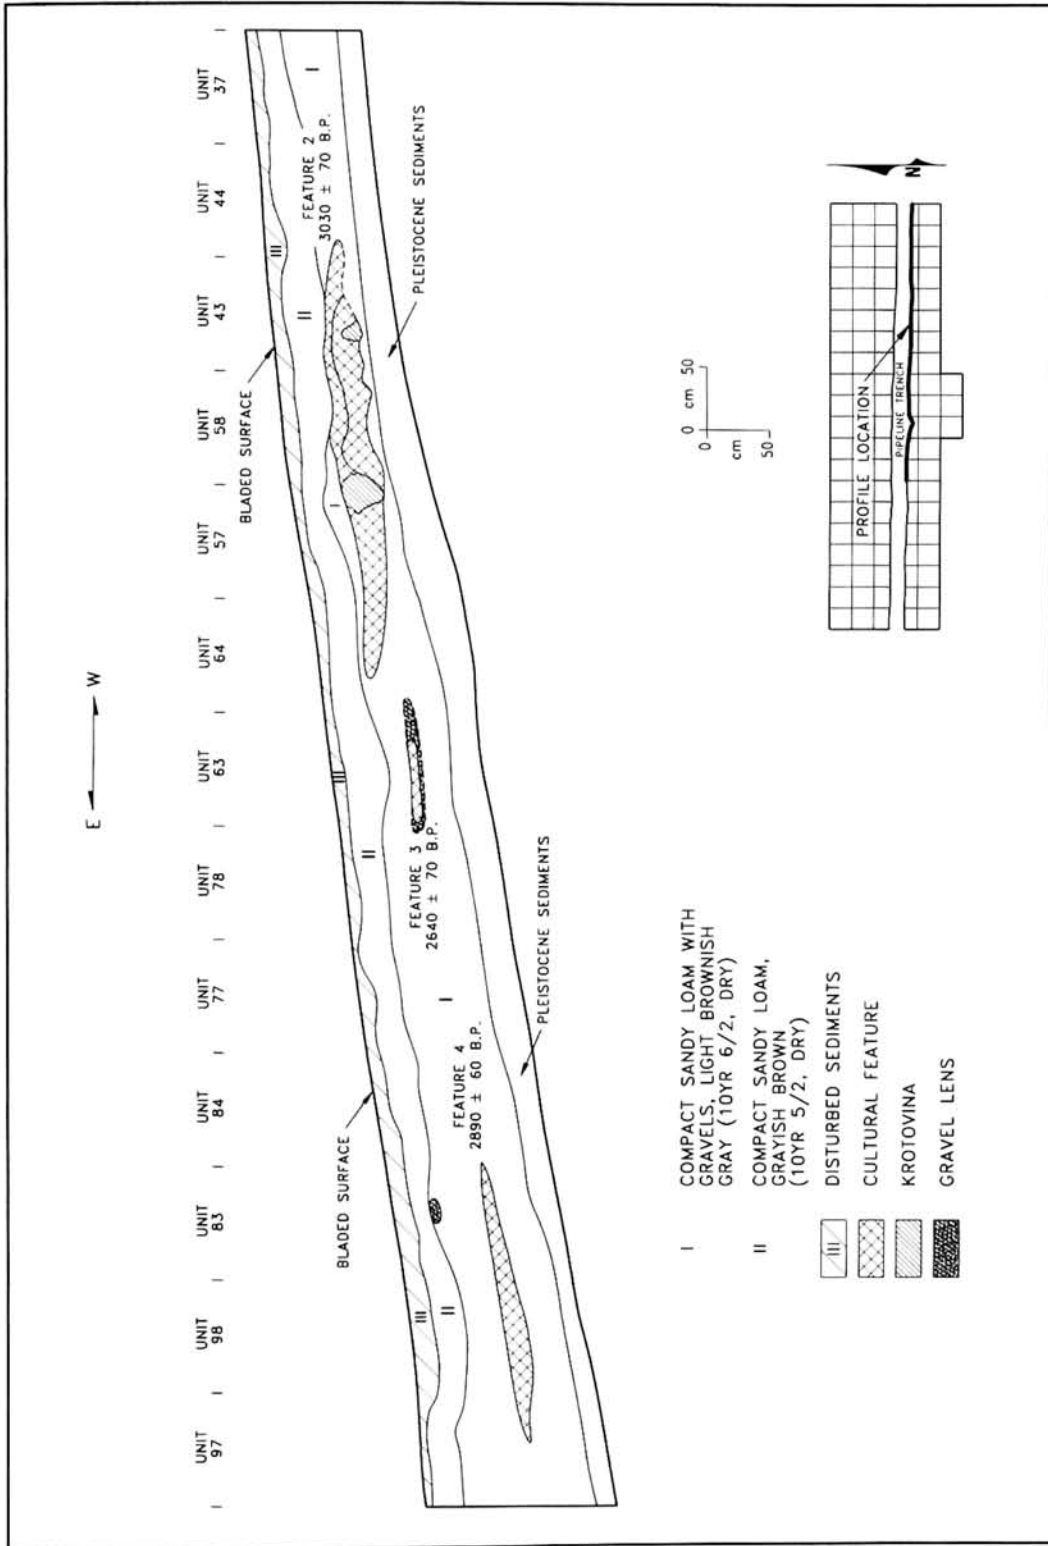 E W
UNIT
97
UNIT
98
UNIT
83
UNIT
84
UNIT
77
UNIT
78
UNIT
63
UNIT
64
UNIT
57
UNIT
58
UNIT
43
UNIT
44
UNIT
37
BLADED SURFACE
BLADED SURFACE
III
III
III
II
II
II
I
I
I
FEATURE 4
2890 ± 60 B.P.
FEATURE 3
2640 ± 70 B.P.
FEATURE 2
3030 ± 70 B.P.
PLEISTOCENE SEDIMENTS
PLEISTOCENE SEDIMENTS
I COMPACT SANDY LOAM WITH
GRAVELS, LIGHT BROWNISH
GRAY (10YR 6/2, DRY)
II COMPACT SANDY LOAM,
GRAYISH BROWN
(10YR 5/2, DRY)
III DISTURBED SEDIMENTS
CULTURAL FEATURE
KROTOVINA
GRAVEL LENS
0 cm 50
0
cm
50
PROFILE LOCATION
PIPELINE TRENCH
N